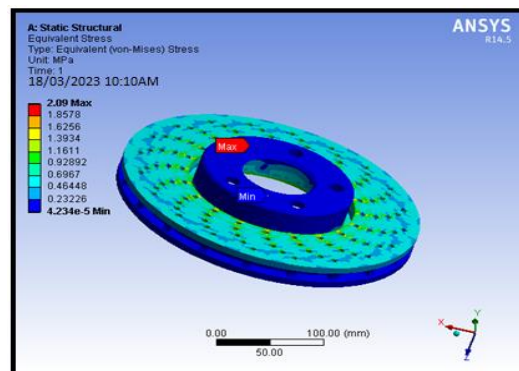 A: Static Structural
Equivalent Stress
Type: Equivalent (von-Mises) Stress
Unit: MPa
Time: 1
18/03/2023 10:10AM
ANSYS
R14.5
2.09 Max
1.8578
1.6256
1.3934
1.1611
0.92892
0.6967
0.46448
0.23226
4.234e-5 Min
Max
Min
0.00
100.00 (mm)
50.00
X
Y
Z